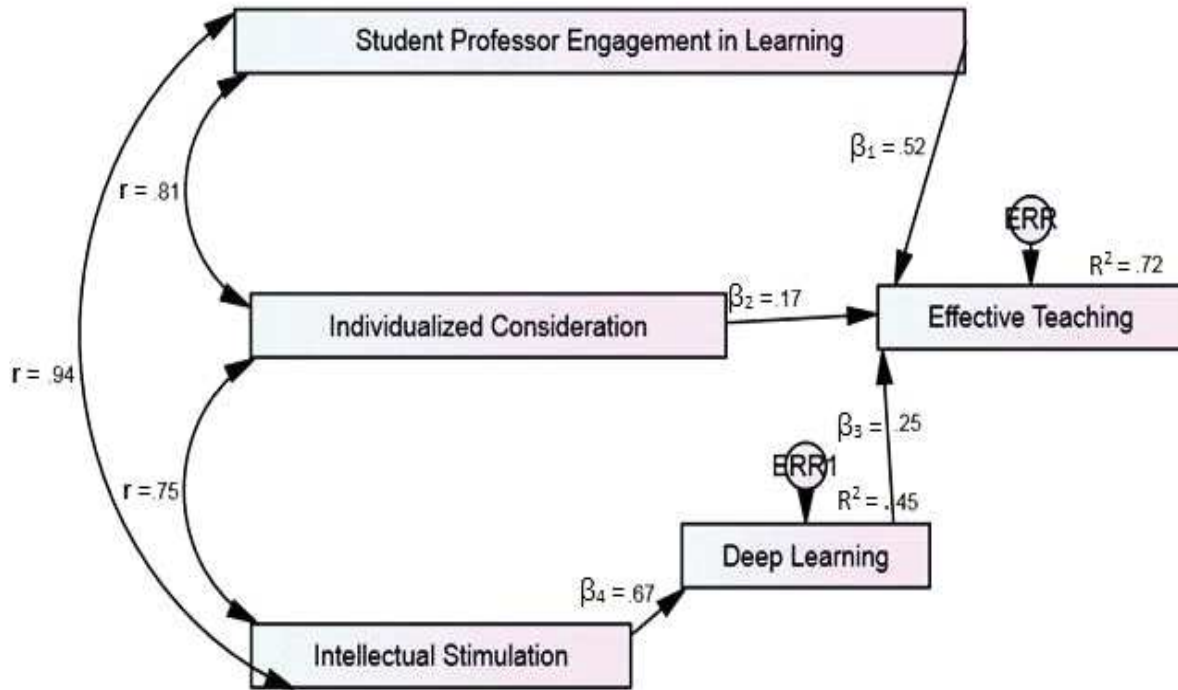 Student Professor Engagement in Learning
β₁ = .52
r = .81
ERR
R² = .72
β₂ = .17
Individualized Consideration
Effective Teaching
r = .94
β₃ = .25
ERR1
r = .75
R² = .45
Deep Learning
β₄ = .67
Intellectual Stimulation